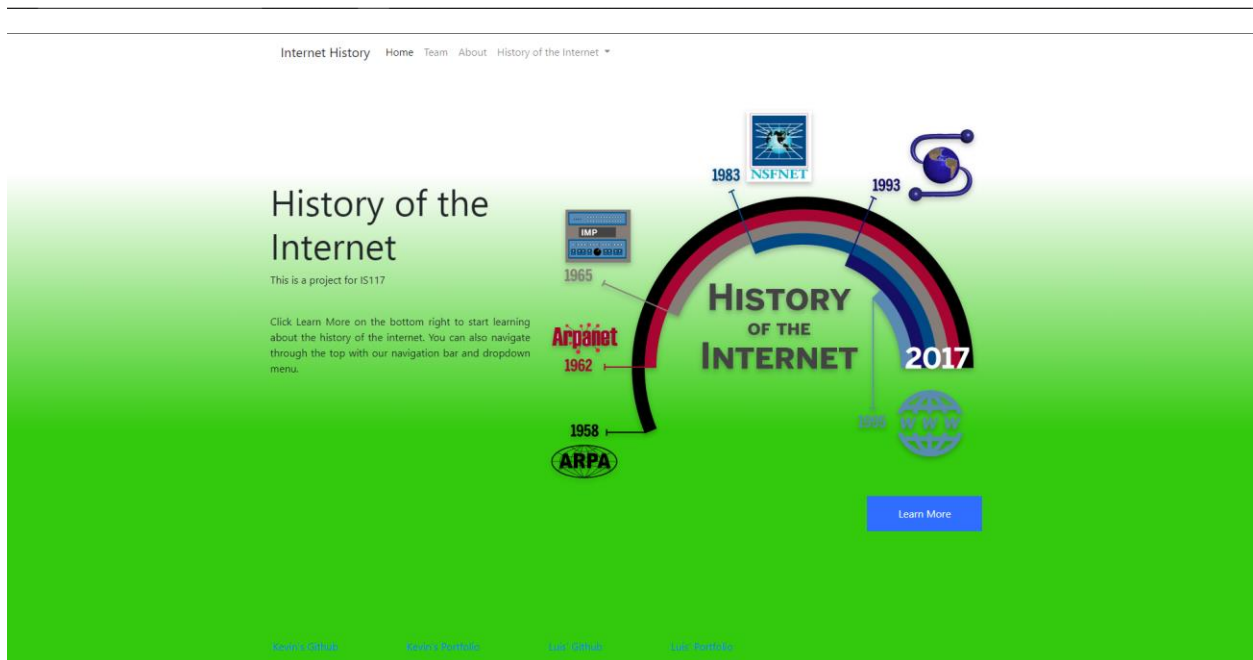 Internet History Home Team About History of the Internet
History of the
Internet
This is a project for IS117
Click Learn More on the bottom right to start learning
about the history of the internet. You can also navigate
through the top with our navigation bar and dropdown
menu.
1983
NSFNET
1993
IMP
1965
Arpanet
1962
1958
ARPA
HISTORY
OF THE
INTERNET
2017
1995
WWW
Learn More
Kevin's Github Kevin's Portfolio Luis' Github Luis' Portfolio